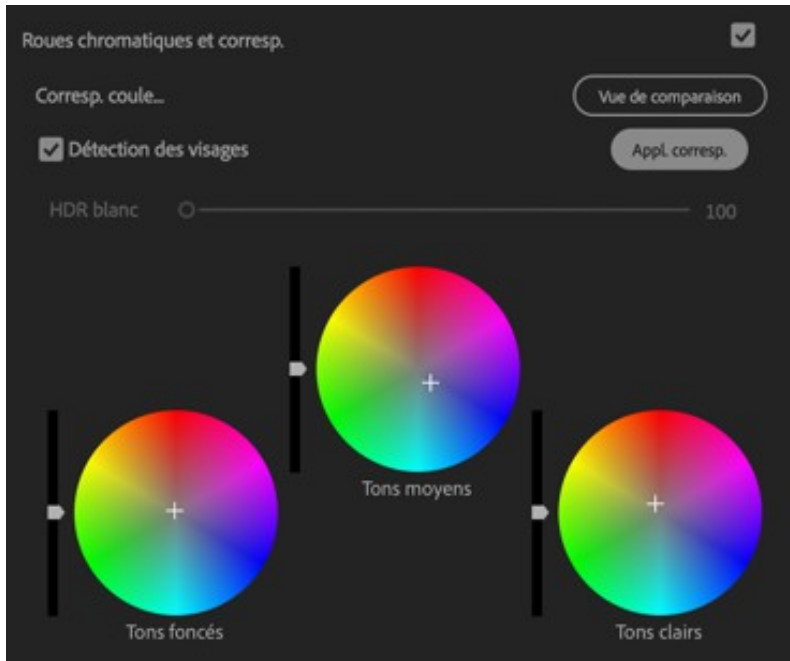 Roues chromatiques et corresp.
Corresp. coule...
Vue de comparaison
Détection des visages
Appl. corresp.
HDR blanc
100
Tons moyens
Tons foncés
Tons clairs